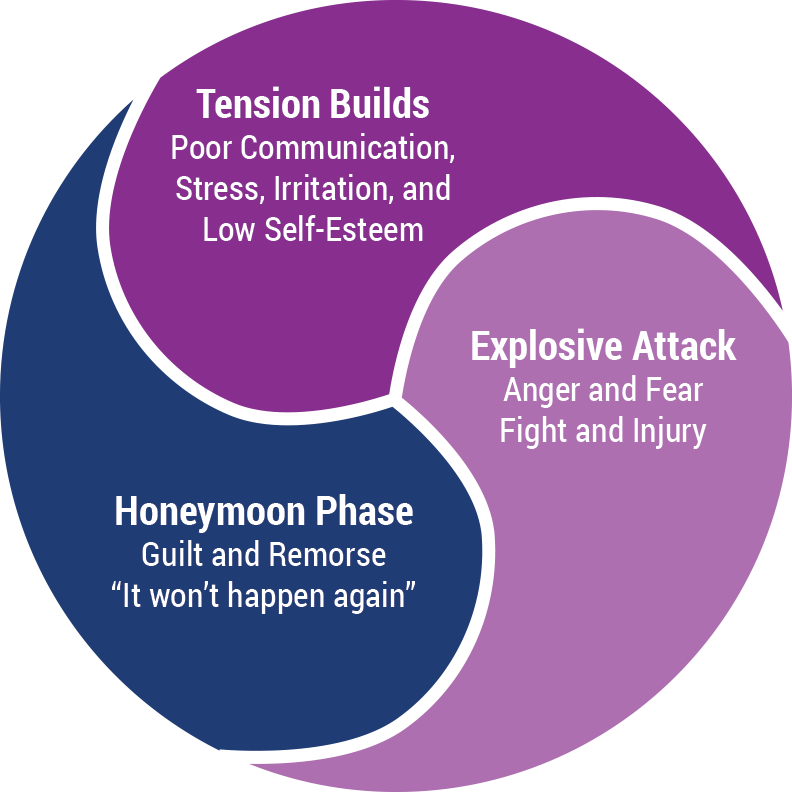 Tension Builds
Poor Communication,
Stress, Irritation, and
Low Self-Esteem
Explosive Attack
Anger and Fear
Fight and Injury
Honeymoon Phase
Guilt and Remorse
“It won’t happen again”